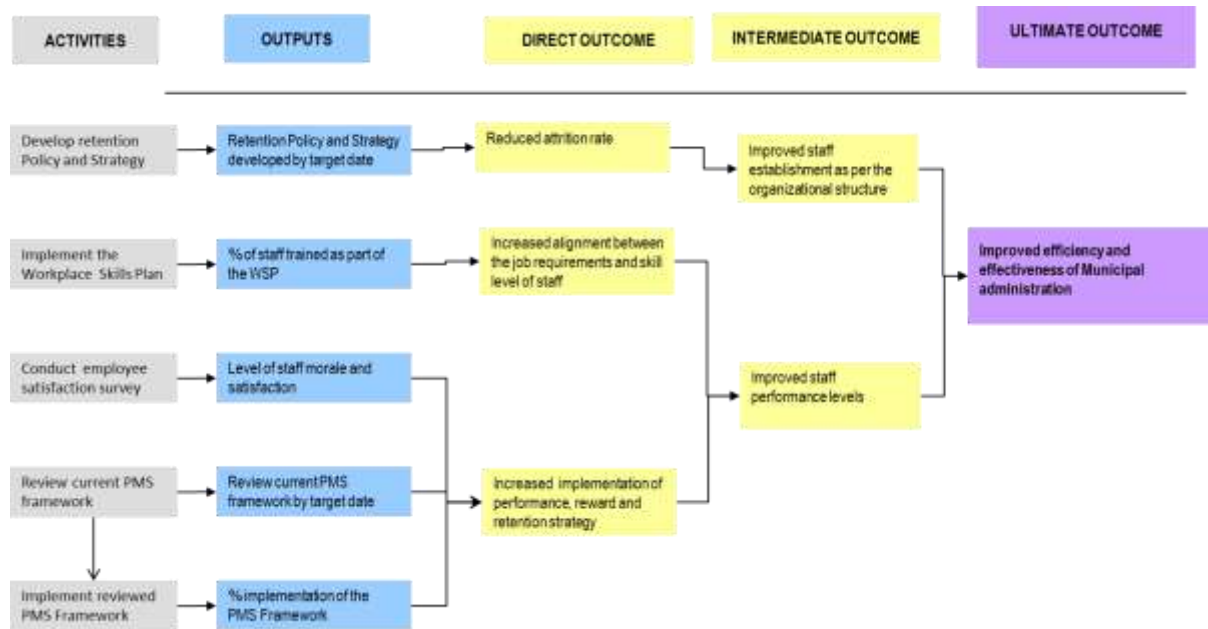 ACTIVITIES
OUTPUTS
DIRECT OUTCOME
INTERMEDIATE OUTCOME
ULTIMATE OUTCOME
Develop retention
Policy and Strategy
Retention Policy and Strategy
developed by target date
Reduced attrition rate
Improved staff
establishment as per the
organizational structure
Implement the
Workplace Skills Plan
% of staff trained as part of
the WSP
Increased alignment between
the job requirements and skill
level of staff
Improved efficiency and
effectiveness of Municipal
administration
Conduct employee
satisfaction survey
Level of staff morale and
satisfaction
Improved staff
performance levels
Review current PMS
framework
Review current PMS
framework by target date
Increased implementation of
performance, reward and
retention strategy
Implement reviewed
PMS Framework
% implementation of the
PMS Framework